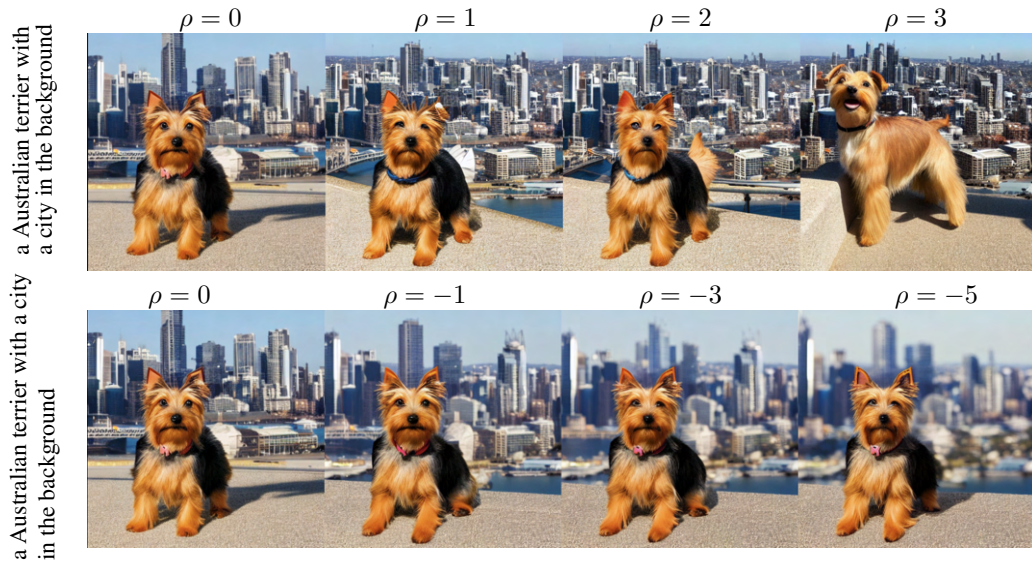 ρ = 0 ρ = 1 ρ = 2 ρ = 3
a Australian terrier with
a city in the background
ρ = 0 ρ = −1 ρ = −3 ρ = −5
a Australian terrier with a city
in the background